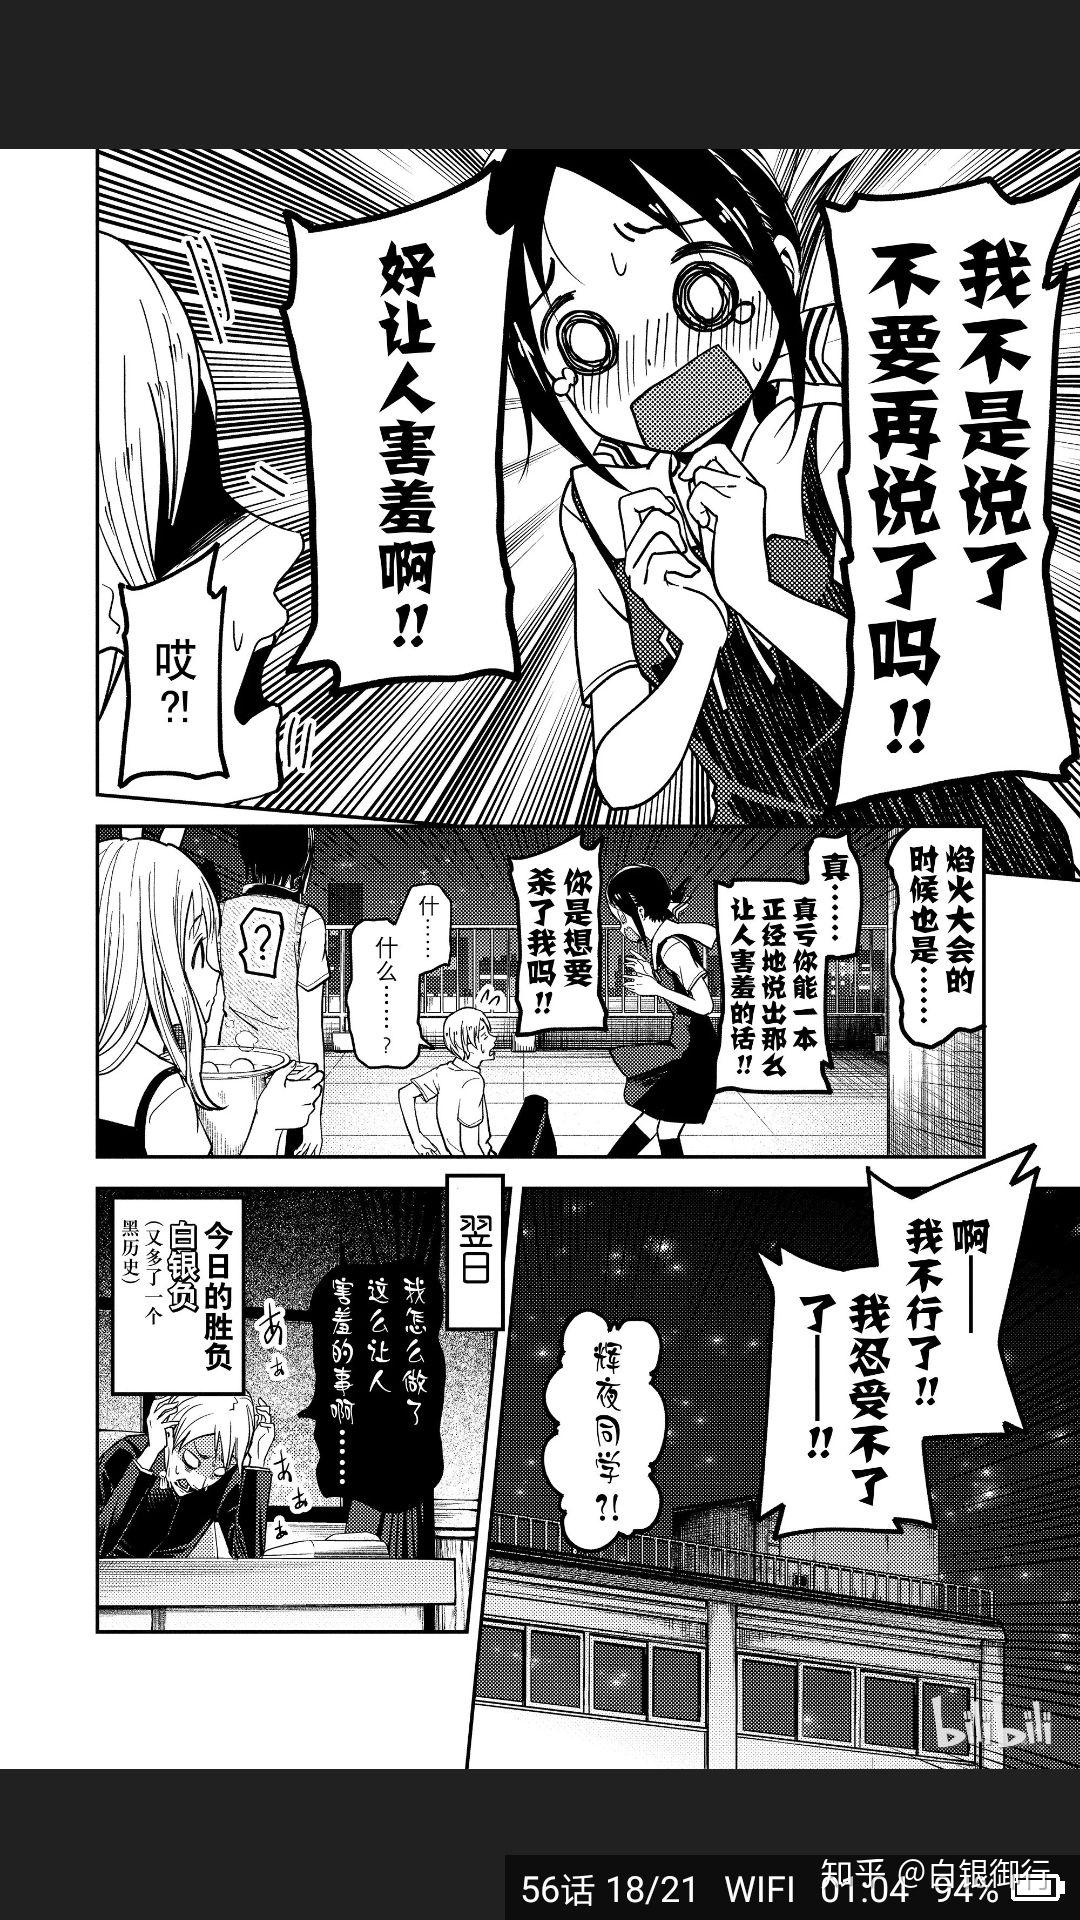 我不是说了
不要再说了吗!!
好让人害羞啊!!
哎
?!
焰火大会的
时候也是……
真……
真亏你能一本
正经地说出那么
让人害羞的话!!
你是想要
杀了我吗!!
什……
什么……?
?
啊——
我不行了!!
我忍受不了
了——!!
辉夜同学?!
翌日
我怎么做了
这么让人
害羞的事啊……
あぁ
あぁ
あぁ
今日的胜负
白银负
(又多了一个
黑历史)
bilibili
知乎 @白银御行
56话 18/21 WIFI 01:04 94%